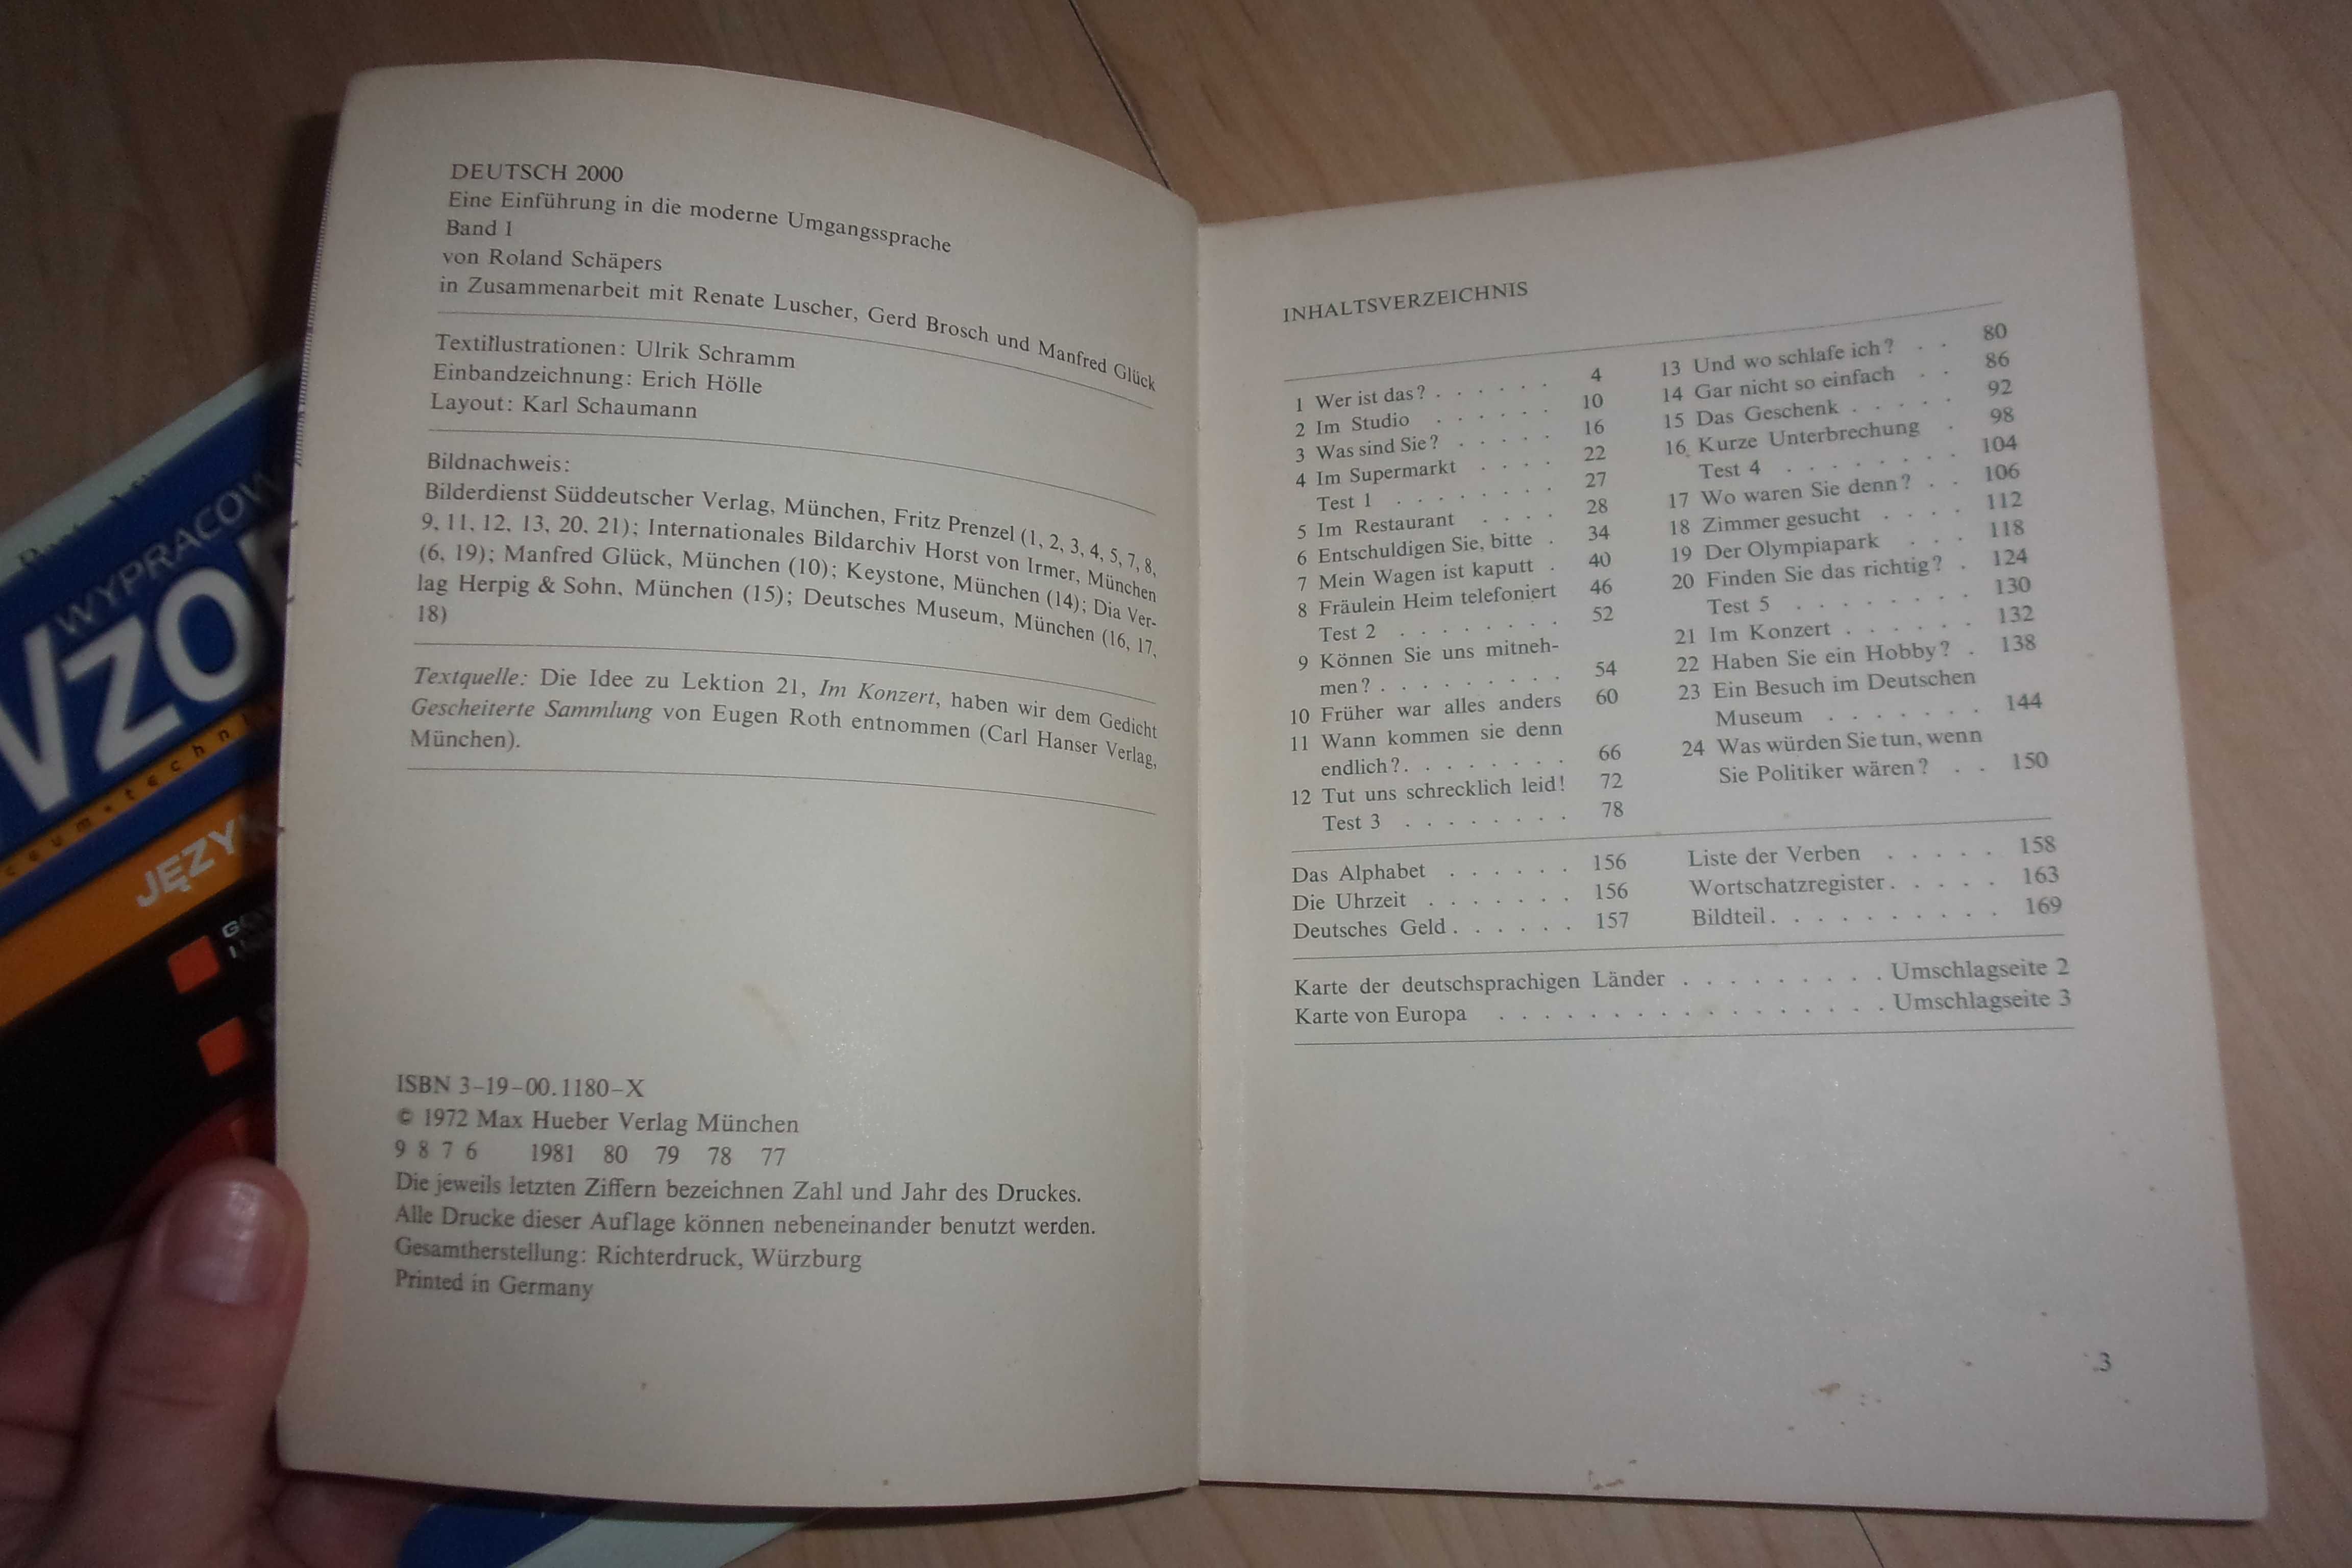 DEUTSCH 2000
Eine Einführung in die moderne Umgangssprache
Band 1
von Roland Schäpers
in Zusammenarbeit mit Renate Luscher, Gerd Brosch und Manfred Glück
Textillustrationen: Ulrik Schramm
Einbandzeichnung: Erich Hölle
Layout: Karl Schaumann
Bildnachweis:
Bilderdienst Süddeutscher Verlag, München, Fritz Prenzel (1, 2, 3, 4, 5, 7, 8,
9, 11, 12, 13, 20, 21); Internationales Bildarchiv Horst von Irmer, München
(6, 19); Manfred Glück, München (10); Keystone, München (14); Dia Ver-
lag Herpig & Sohn, München (15); Deutsches Museum, München (16, 17,
18)
Textquelle: Die Idee zu Lektion 21, Im Konzert, haben wir dem Gedicht
Gescheiterte Sammlung von Eugen Roth entnommen (Carl Hanser Verlag,
München).
ISBN 3-19-00.1180-X
© 1972 Max Hueber Verlag München
9 8 7 6 1981 80 79 78 77
Die jeweils letzten Ziffern bezeichnen Zahl und Jahr des Druckes.
Alle Drucke dieser Auflage können nebeneinander benutzt werden.
Gesamtherstellung: Richterdruck, Würzburg
Printed in Germany
INHALTSVERZEICHNIS
1 Wer ist das? . . . . . . 4
2 Im Studio . . . . . . 10
3 Was sind Sie? . . . . . 16
4 Im Supermarkt . . . . 22
Test 1 . . . . . . . . 27
5 Im Restaurant . . . . 28
6 Entschuldigen Sie, bitte . 34
7 Mein Wagen ist kaputt . 40
8 Fräulein Heim telefoniert 46
Test 2 . . . . . . . . 52
9 Können Sie uns mitneh-
men? . . . . . . . . . 54
10 Früher war alles anders 60
11 Wann kommen sie denn
endlich? . . . . . . . . 66
12 Tut uns schrecklich leid! 72
Test 3 . . . . . . . . 78
13 Und wo schlafe ich? . . 80
14 Gar nicht so einfach . . 86
15 Das Geschenk . . . . . 92
16 Kurze Unterbrechung . 98
Test 4 . . . . . . . . 104
17 Wo waren Sie denn? . . 106
18 Zimmer gesucht . . . . 112
19 Der Olympiapark . . . 118
20 Finden Sie das richtig? . 124
Test 5 . . . . . . . . 130
21 Im Konzert . . . . . . 132
22 Haben Sie ein Hobby? . 138
23 Ein Besuch im Deutschen
Museum . . . . . . . 144
24 Was würden Sie tun, wenn
Sie Politiker wären? . . 150
Das Alphabet . . . . . . 156
Die Uhrzeit . . . . . . . 156
Deutsches Geld . . . . . . 157
Liste der Verben . . . . . 158
Wortschatzregister . . . . . 163
Bildteil . . . . . . . . . . 169
Karte der deutschsprachigen Länder . . . . . . . . . Umschlagseite 2
Karte von Europa . . . . . . . . . . . . . . . . Umschlagseite 3
3